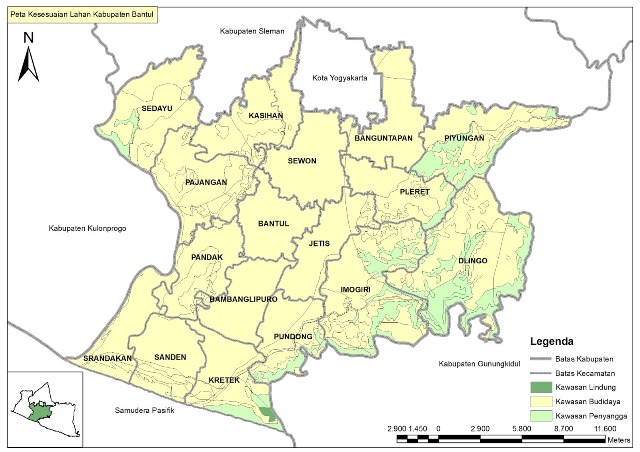 Peta Kesesuaian Lahan Kabupaten Bantul
Kabupaten Sleman
N
Kota Yogyakarta
SEDAYU
KASIHAN
BANGUNTAPAN
PIYUNGAN
SEWON
PAJANGAN
PLERET
Kabupaten Kulonprogo
BANTUL
JETIS
PANDAK
DLINGO
IMOGIRI
BAMBANGLIPURO
PUNDONG
SRANDAKAN
SANDEN
KRETEK
Kabupaten Gunungkidul
Samudera Pasifik
Legenda
Batas Kabupaten
Batas Kecamatan
Kawasan Lindung
Kawasan Budidaya
Kawasan Penyangga
2.900 1.450 0 2.900 5.800 8.700 11.600
Meters